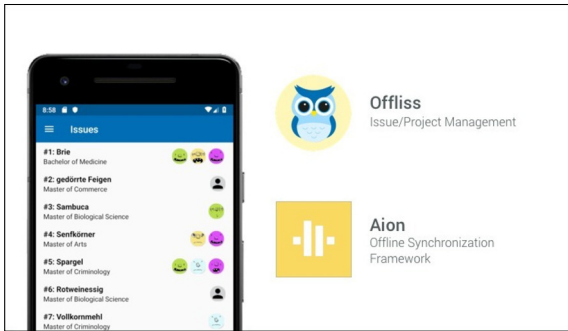 8:58
Issues
#1: Brie
Bachelor of Medicine
#2: gedörrte Feigen
Master of Commerce
#3: Sambuca
Master of Biological Science
#4: Senfkörner
Master of Arts
#5: Spargel
Master of Criminology
#6: Rotweinessig
Master of Biological Science
#7: Vollkornmehl
Master of Criminology
Offliss
Issue/Project Management
Aion
Offline Synchronization
Framework